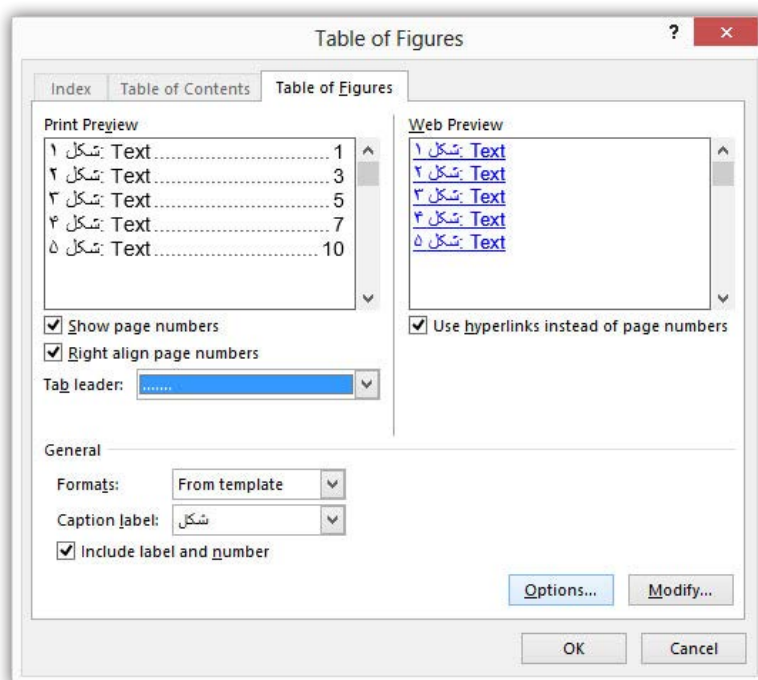 Table of Figures
?
Index
Table of Contents
Table of Figures
Print Preview
شکل ۱: Text.......................... 1
شکل ۲: Text.......................... 3
شکل ۳: Text.......................... 5
شکل ۴: Text.......................... 7
شکل ۵: Text........................ 10
Show page numbers
Right align page numbers
Tab leader: .......
Web Preview
شکل ۱: Text
شکل ۲: Text
شکل ۳: Text
شکل ۴: Text
شکل ۵: Text
Use hyperlinks instead of page numbers
General
Formats: From template
Caption label: شکل
Include label and number
Options... Modify...
OK Cancel